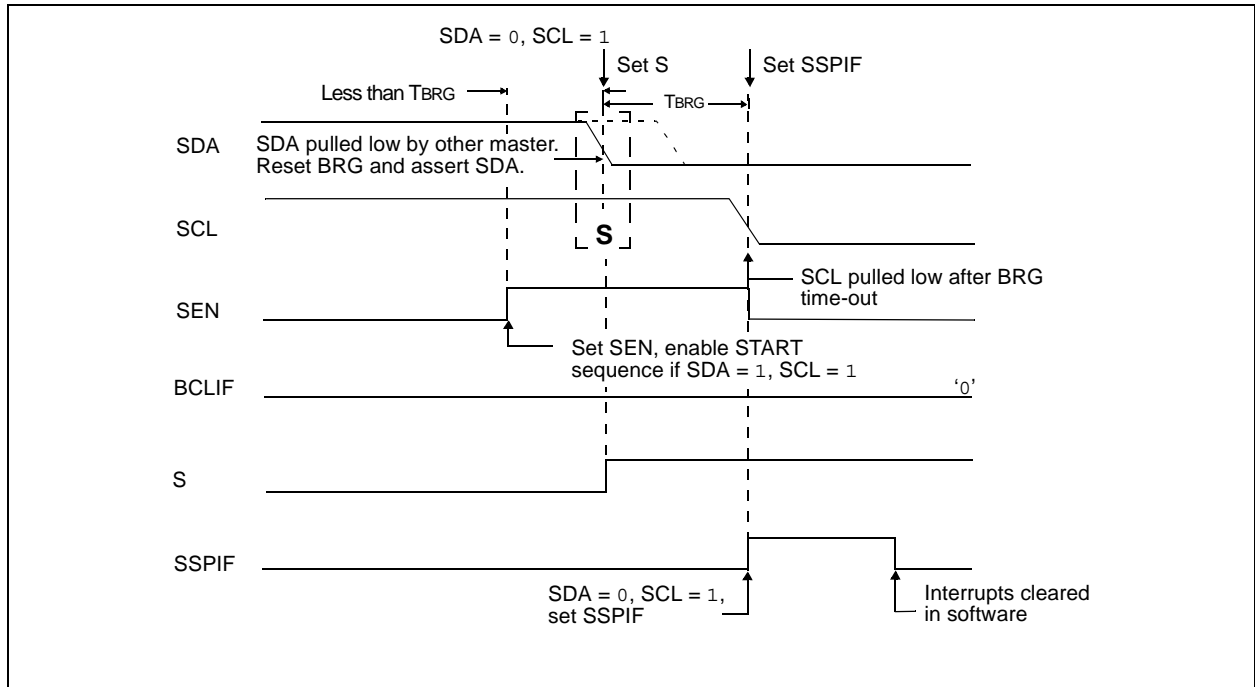 SDA = 0, SCL = 1
Set S
Set SSPIF
Less than TBRG
TBRG
SDA
SDA pulled low by other master.
Reset BRG and assert SDA.
SCL
S
SCL pulled low after BRG
time-out
SEN
Set SEN, enable START
sequence if SDA = 1, SCL = 1
BCLIF
‘0’
S
SSPIF
SDA = 0, SCL = 1,
set SSPIF
Interrupts cleared
in software